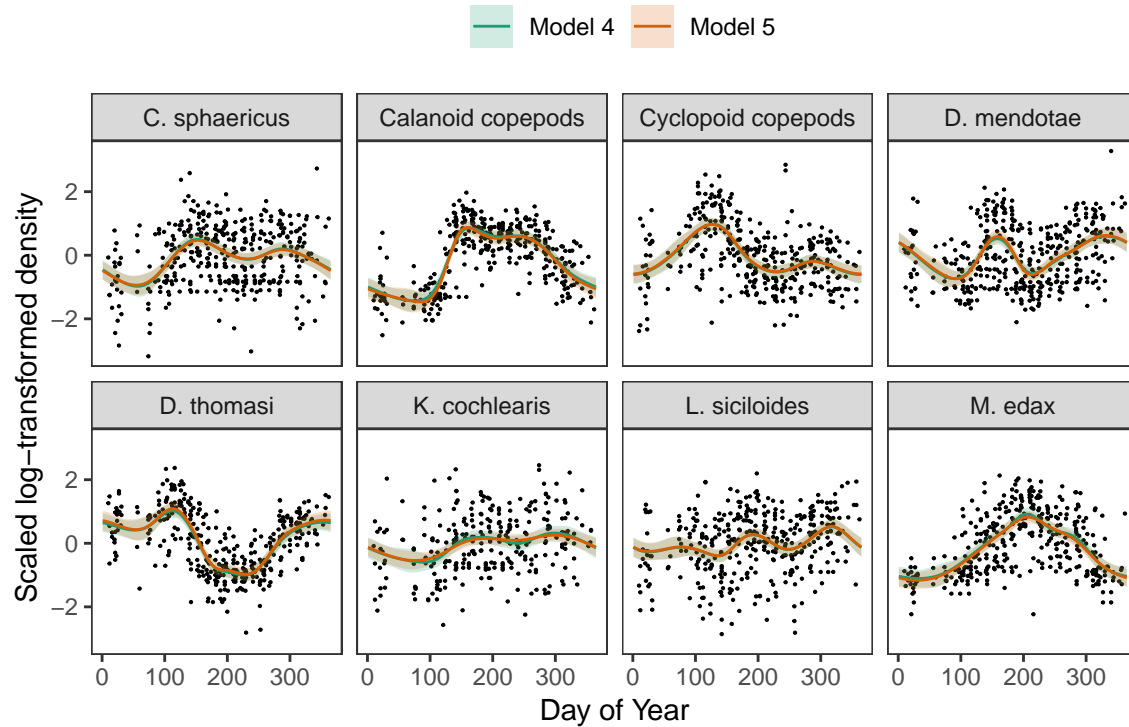 Model 4 Model 5
C. sphaericus Calanoid copepods Cyclopoid copepods D. mendotae
2
0
−2
D. thomasi K. cochlearis L. siciloides M. edax
2
0
−2
0 100 200 300 0 100 200 300 0 100 200 300 0 100 200 300
Day of Year
Scaled log−transformed density